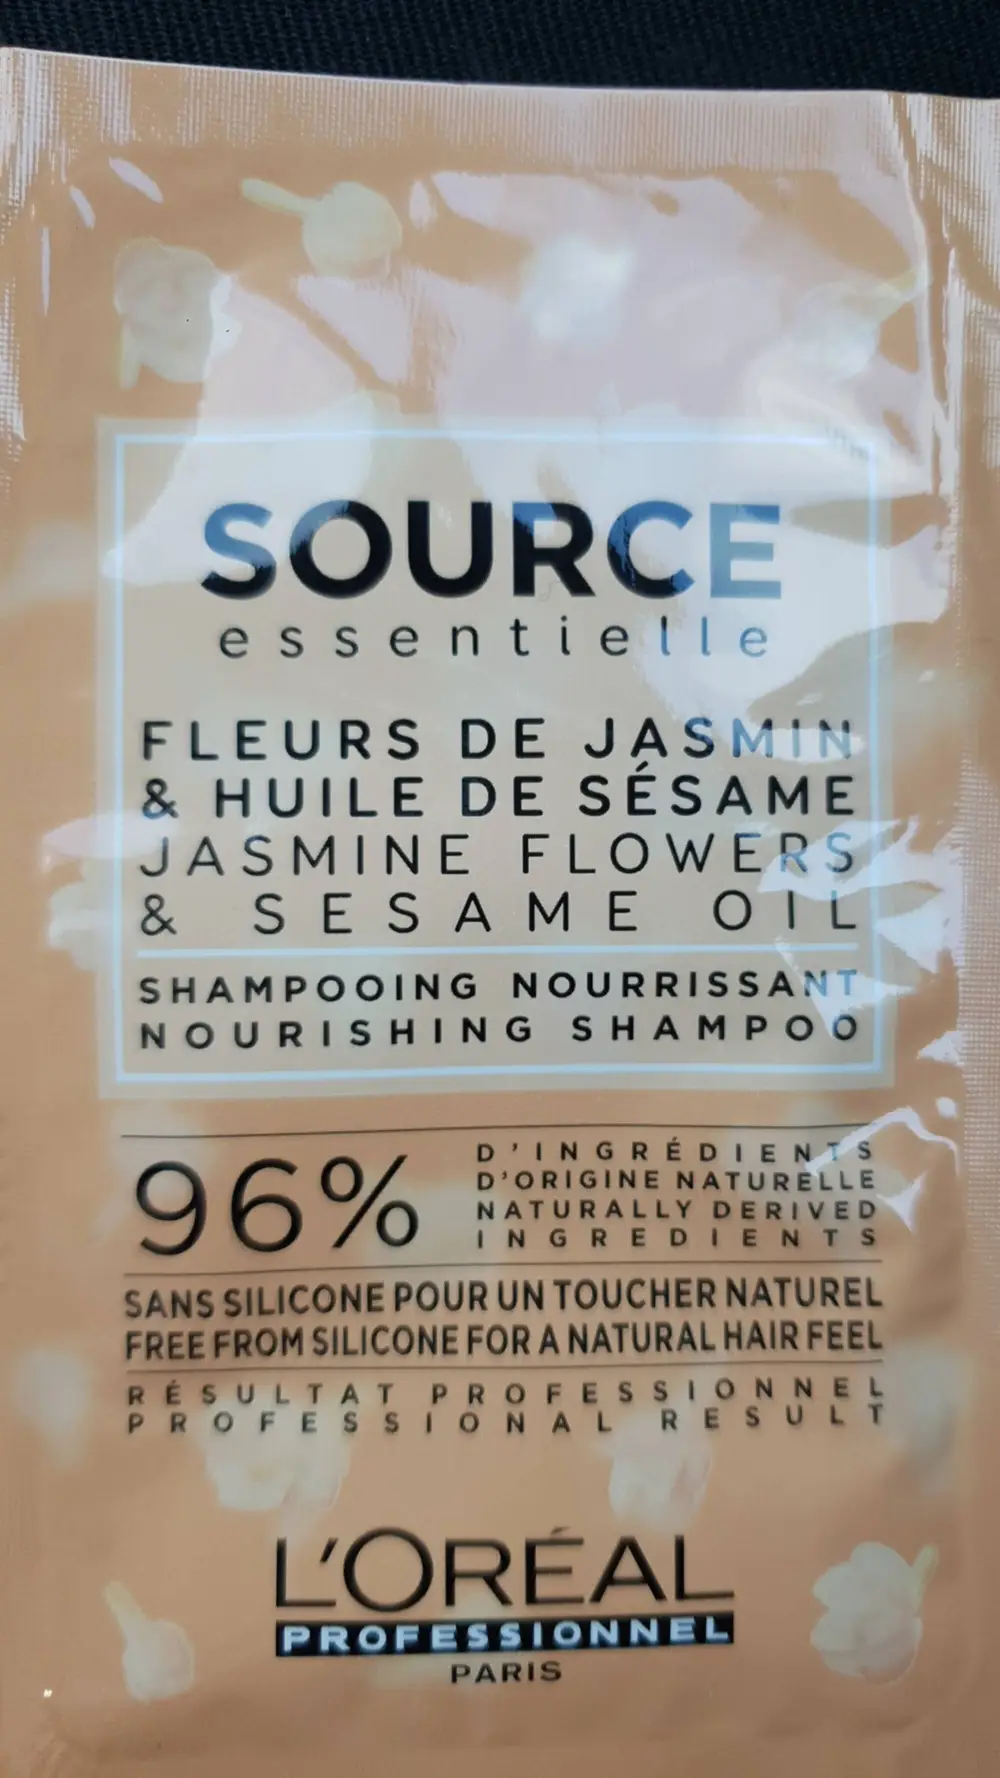 SOURCE
essentielle
FLEURS DE JASMIN
& HUILE DE SÉSAME
JASMINE FLOWERS
& SESAME OIL
SHAMPOOING NOURRISSANT
NOURISHING SHAMPOO
96%
D'INGRÉDIENTS
D'ORIGINE NATURELLE
NATURALLY DERIVED
INGREDIENTS
SANS SILICONE POUR UN TOUCHER NATUREL
FREE FROM SILICONE FOR A NATURAL HAIR FEEL
RÉSULTAT PROFESSIONNEL
PROFESSIONAL RESULT
L'ORÉAL
PROFESSIONNEL
PARIS